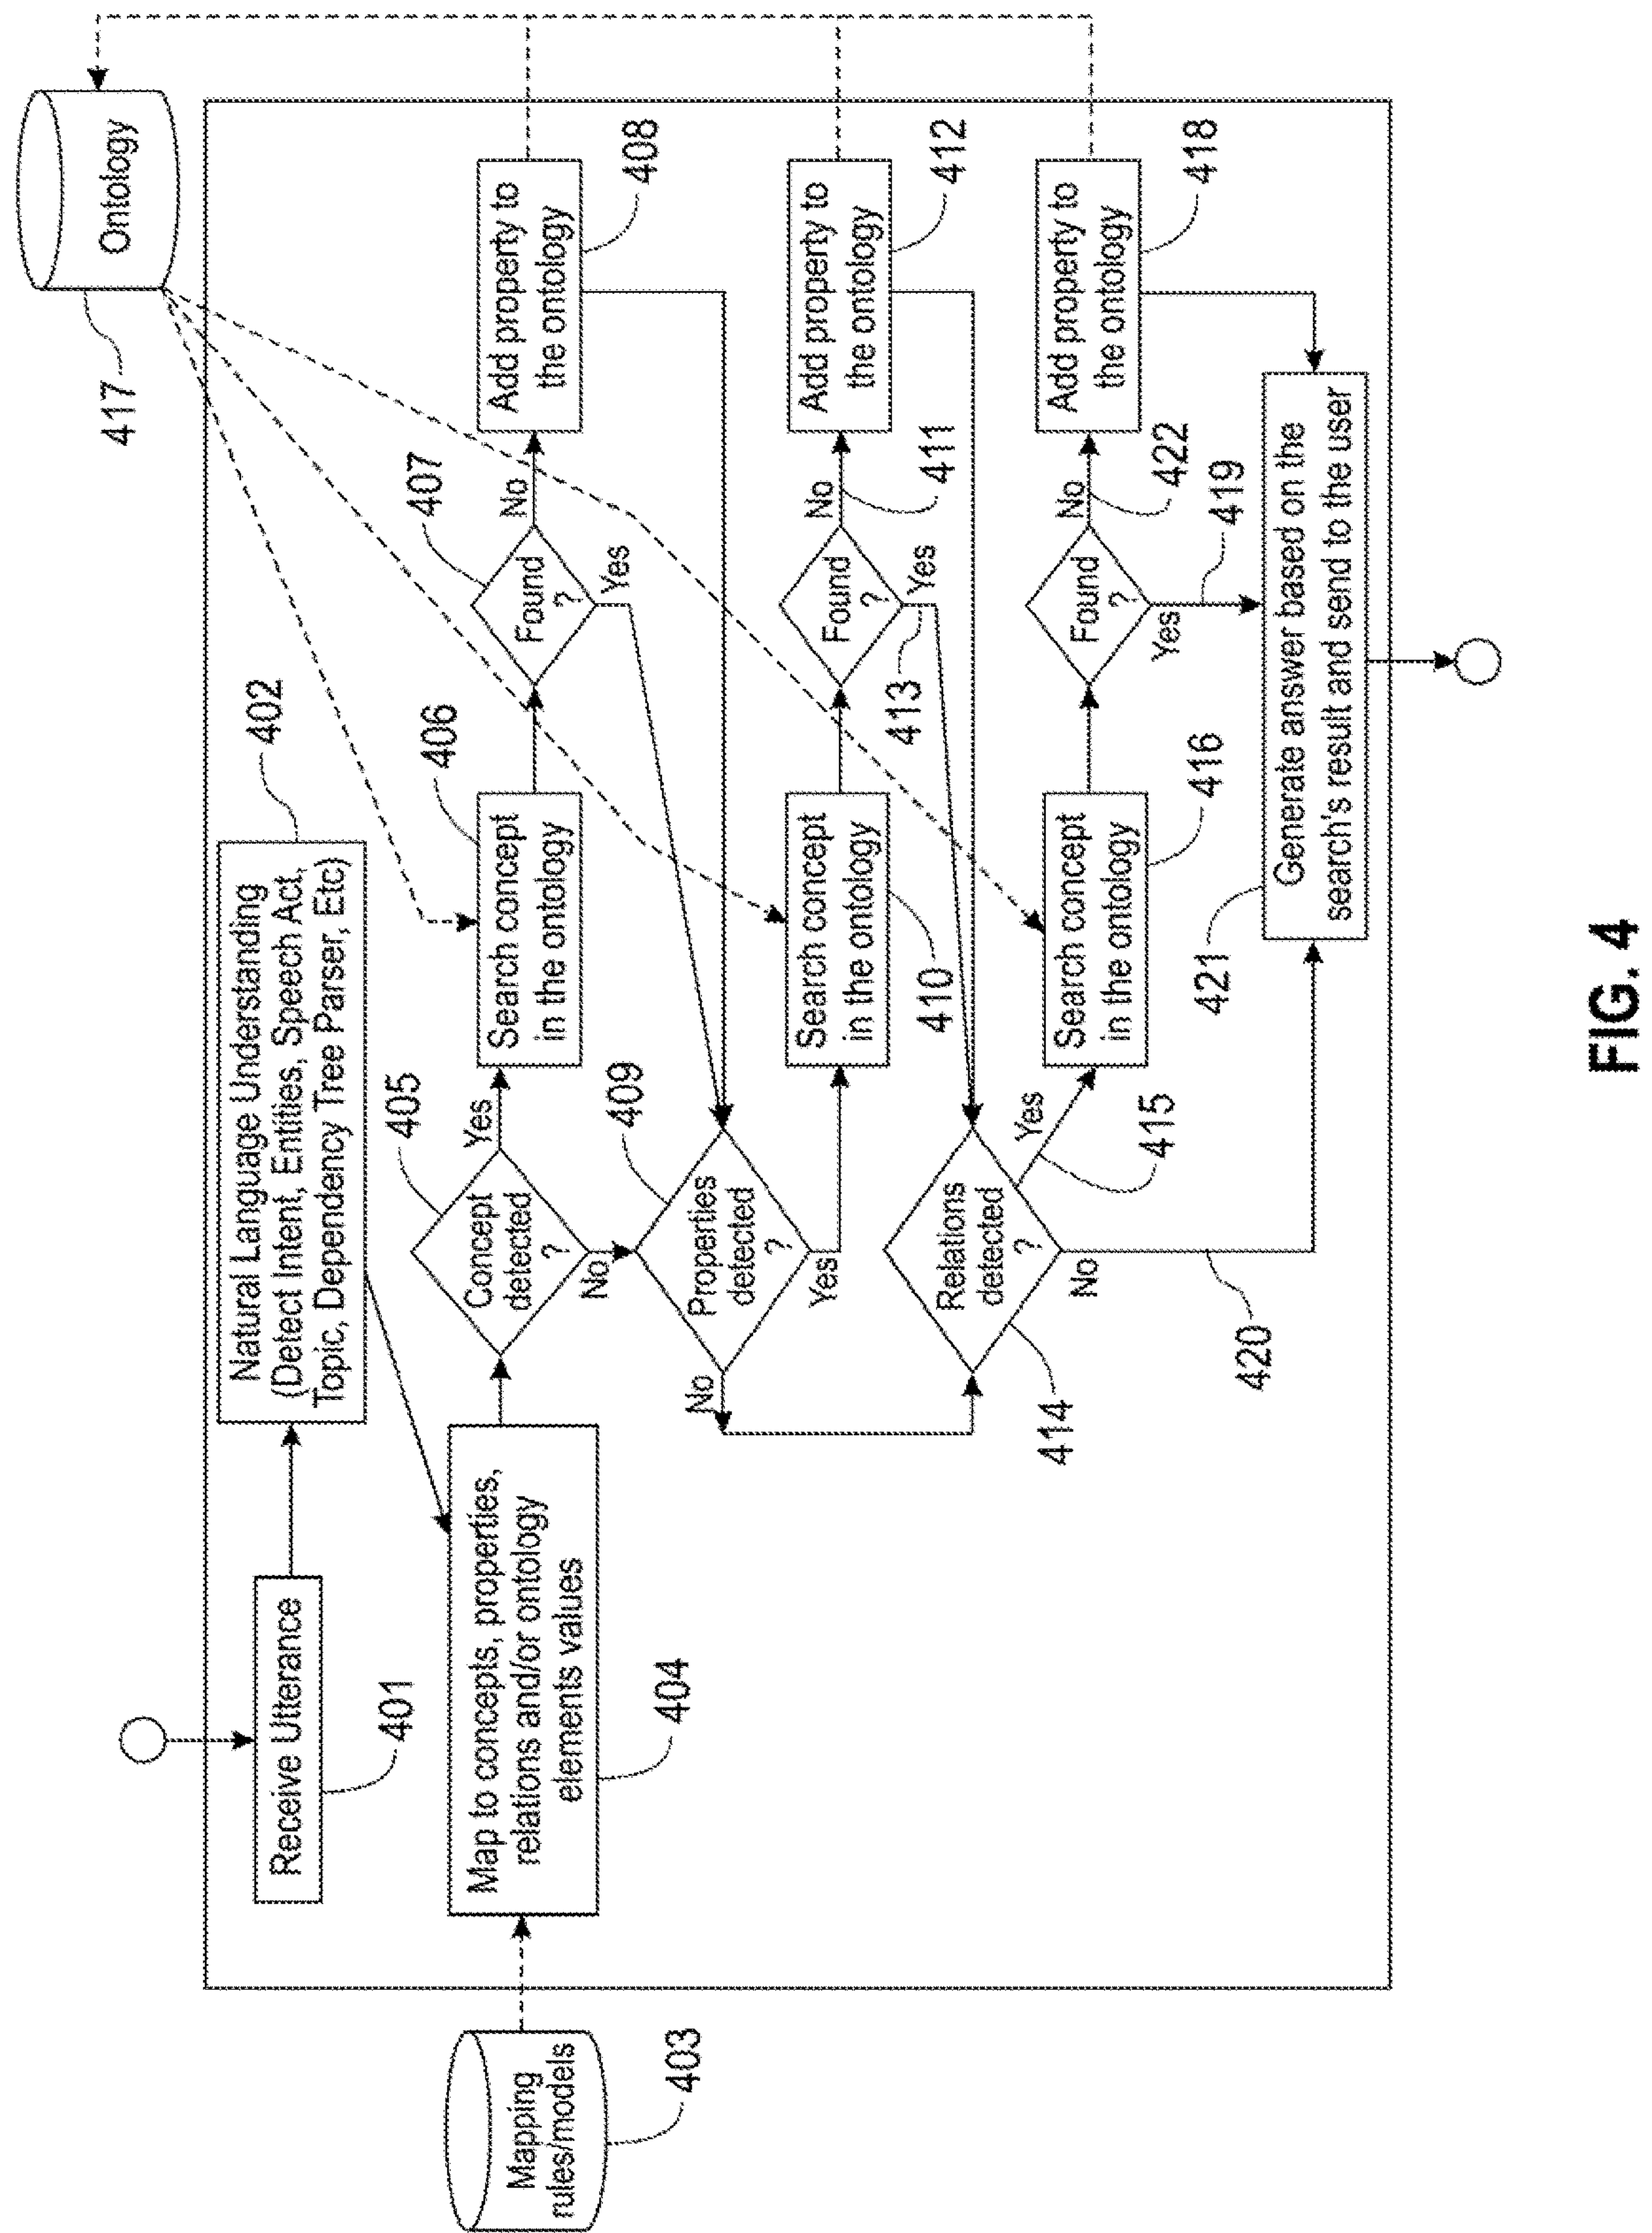 Ontology
417
Receive Utterance
401
Natural Language Understanding
(Detect Intent, Entities, Speech Act,
Topic, Dependency Tree Parser, Etc)
402
Mapping
rules/models
403
Map to concepts, properties,
relations and/or ontology
elements values
404
Concept
detected
?
405
Yes
No
Search concept
in the ontology
406
Found
?
407
No
Yes
Add property to
the ontology
408
Properties
detected
?
409
No
Yes
Search concept
in the ontology
410
Found
?
No
411
Yes
413
Add property to
the ontology
412
Relations
detected
?
414
Yes
415
No
420
Search concept
in the ontology
416
Found
?
No
422
Yes
419
Add property to
the ontology
418
Generate answer based on the
search's result and send to the user
421
FIG. 4